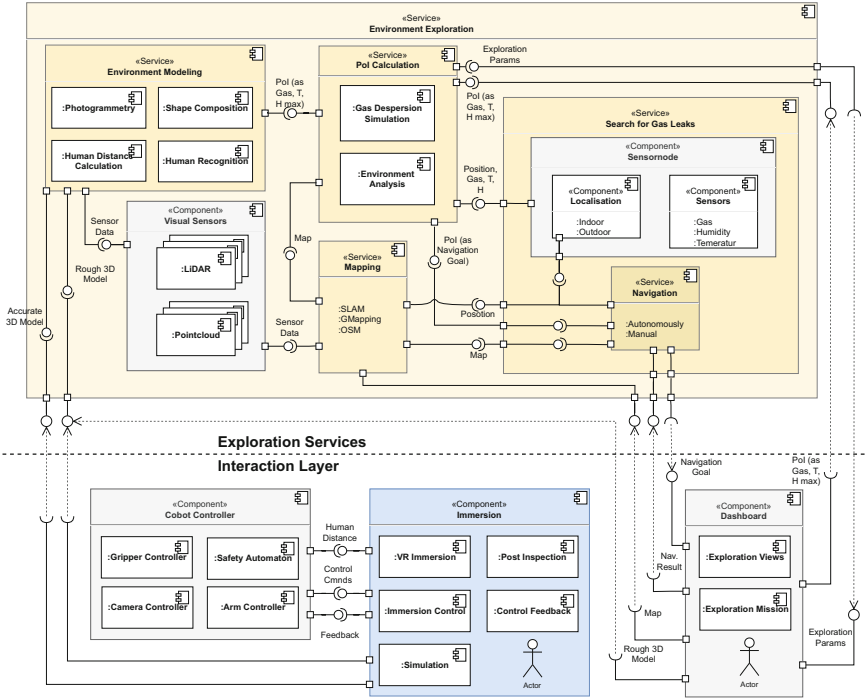 «Service»
Environment Exploration
«Service»
Environment Modeling
:Photogrammetry
:Shape Composition
:Human Distance
Calculation
:Human Recognition
PoI (as
Gas, T,
H max)
«Service»
PoI Calculation
:Gas Despersion
Simulation
:Environment
Analysis
Exploration
Params
PoI (as
Gas, T,
H max)
Position,
Gas, T,
H
«Service»
Search for Gas Leaks
«Component»
Sensornode
«Component»
Localisation
:Indoor
:Outdoor
«Component»
Sensors
:Gas
:Humidity
:Temeratur
Sensor
Data
Rough 3D
Model
Accurate
3D Model
«Component»
Visual Sensors
:LiDAR
:Pointcloud
Sensor
Data
Map
«Service»
Mapping
:SLAM
:GMapping
:OSM
PoI (as
Navigation
Goal)
Position
Map
«Service»
Navigation
:Autonomously
:Manual
Exploration Services
Interaction Layer
«Component»
Cobot Controller
:Gripper Controller
:Safety Automaton
:Camera Controller
:Arm Controller
Human
Distance
Control
Cmnds
Feedback
«Component»
Immersion
:VR Immersion
:Post Inspection
:Immersion Control
:Control Feedback
:Simulation
Actor
Navigation
Goal
PoI (as
Gas, T,
H max)
Nav.
Result
Map
Rough 3D
Model
«Component»
Dashboard
:Exploration Views
:Exploration Mission
Actor
Exploration
Params